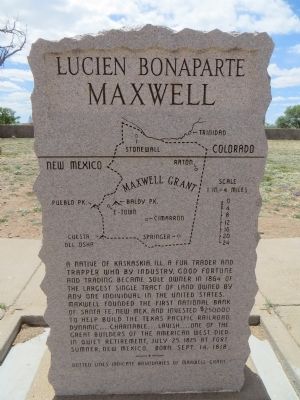 LUCIEN BONAPARTE
MAXWELL
TRINIDAD
STONEWALL
COLORADO
NEW MEXICO
RATON
MAXWELL GRANT
SCALE
1 IN.=4 MILES
PUEBLO PK.
BALDY PK.
E-TOWN
CIMARRON
0
4
8
12
16
20
24
CUESTA
SPRINGER
DEL OSHA
A NATIVE OF KASKASKIA, ILL. A FUR TRADER AND
TRAPPER WHO BY INDUSTRY, GOOD FORTUNE
AND TRADING BECAME SOLE OWNER IN 1864 OF
THE LARGEST SINGLE TRACT OF LAND OWNED BY
ANY ONE INDIVIDUAL IN THE UNITED STATES.
MAXWELL FOUNDED THE FIRST NATIONAL BANK
OF SANTA FE, NEW MEX. AND INVESTED $250000
TO HELP BUILD THE TEXAS PACIFIC RAILROAD.
DYNAMIC... CHARITABLE... LAVISH... ONE OF THE
GREAT BUILDERS OF THE AMERICAN WEST. DIED
IN QUIET RETIREMENT, JULY 25, 1875 AT FORT
SUMNER, NEW MEXICO. BORN, SEPT. 14, 1818.
DOTTED LINES INDICATE BOUNDARIES OF MAXWELL GRANT